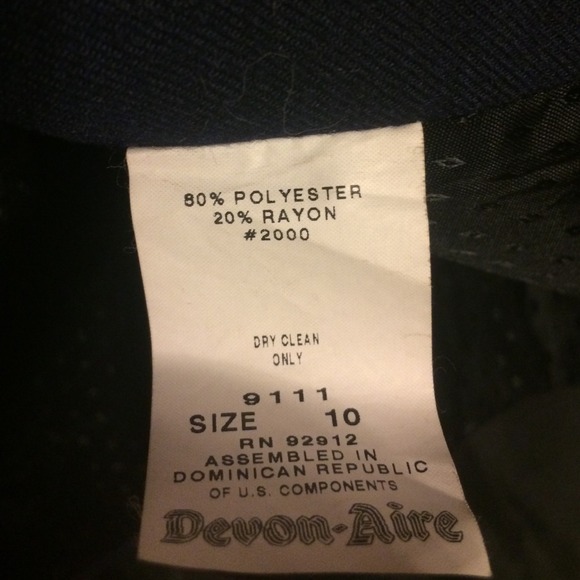 80% POLYESTER
20% RAYON
#2000
DRY CLEAN
ONLY
9111
SIZE 10
RN 92912
ASSEMBLED IN
DOMINICAN REPUBLIC
OF U.S. COMPONENTS
Devon-Aire